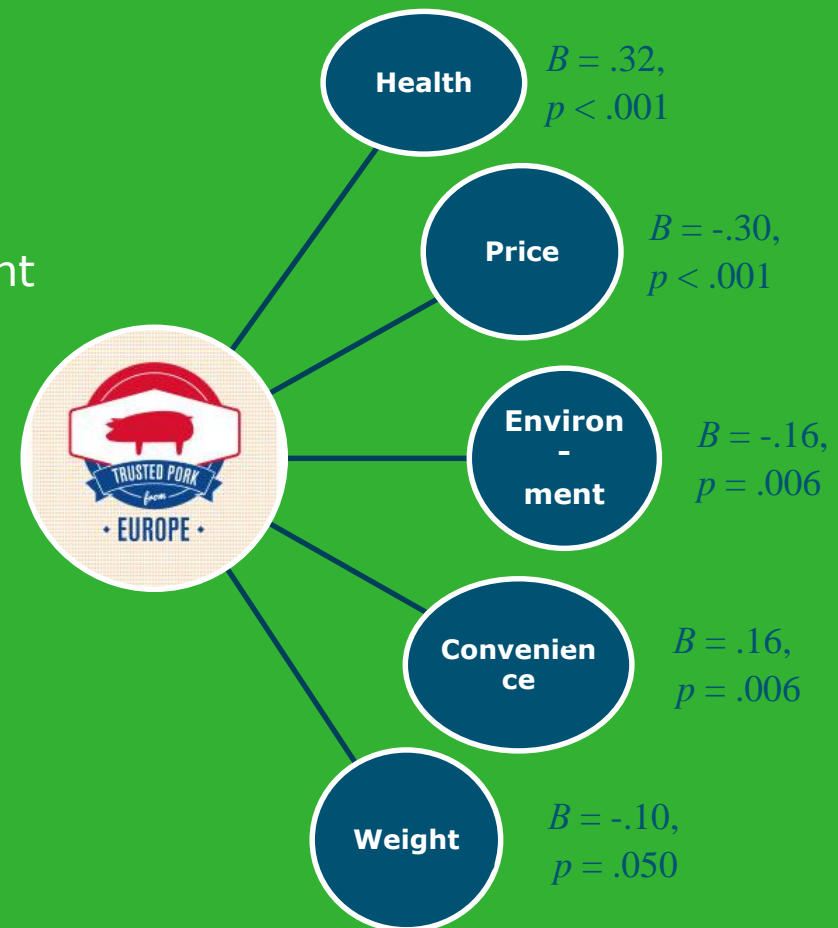 Health
B = .32,
p < .001
nt
Price
B = -.30,
p < .001
Environ
-
ment
B = -.16,
p = .006
TRUSTED PORK
from
• EUROPE •
Convenien
ce
B = .16,
p = .006
Weight
B = -.10,
p = .050